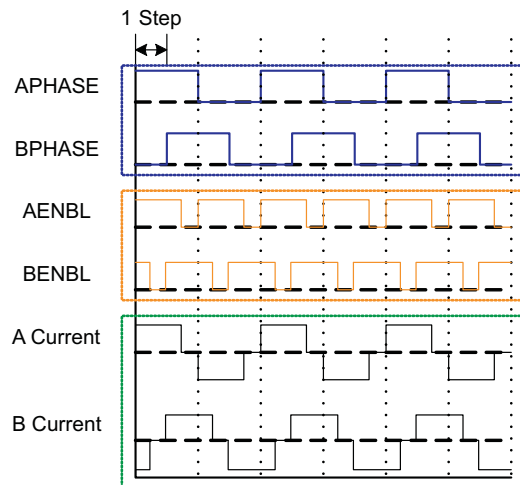 1 Step
APHASE
BPHASE
AENBL
BENBL
A Current
B Current